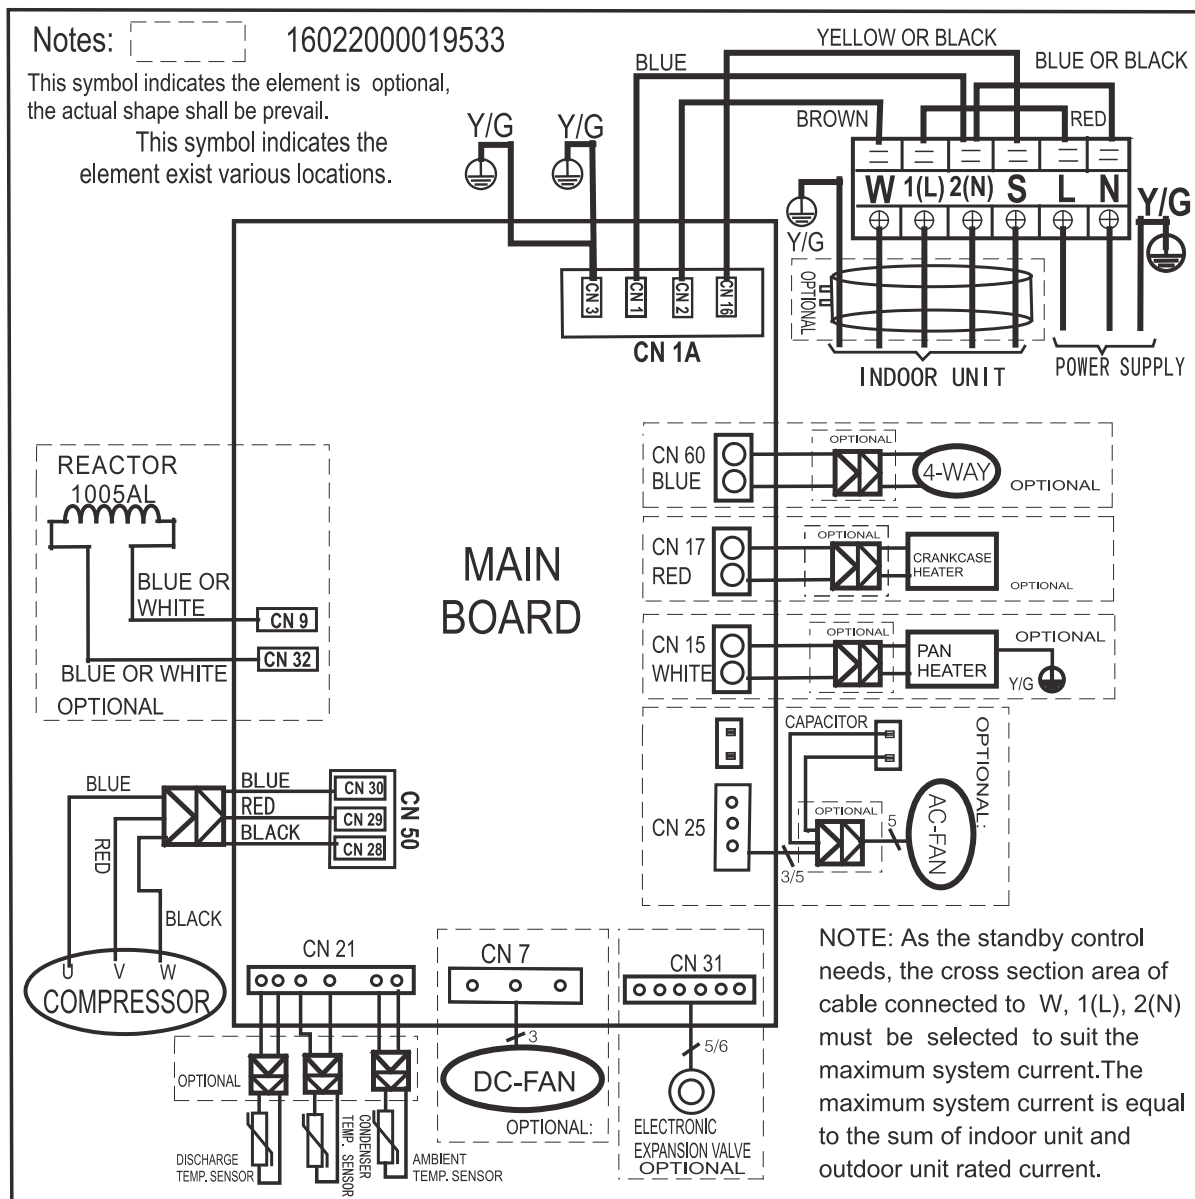 Notes:
16022000019533
This symbol indicates the element is optional,
the actual shape shall be prevail.
This symbol indicates the
element exist various locations.
YELLOW OR BLACK
BLUE
BLUE OR BLACK
BROWN
RED
Y/G
Y/G
W 1(L) 2(N) S L N
Y/G
Y/G
OPTIONAL
CN 3
CN 1
CN 2
CN 16
CN 1A
INDOOR UNIT
POWER SUPPLY
REACTOR
1005AL
BLUE OR
WHITE
CN 9
CN 32
BLUE OR WHITE
OPTIONAL
MAIN
BOARD
CN 60
BLUE
OPTIONAL
4-WAY
OPTIONAL
CN 17
RED
OPTIONAL
CRANKCASE
HEATER
OPTIONAL
CN 15
WHITE
OPTIONAL
PAN
HEATER
OPTIONAL
Y/G
CAPACITOR
OPTIONAL:
CN 25
OPTIONAL
3/5
5
AC-FAN
BLUE
RED
BLACK
BLUE
RED
BLACK
CN 30
CN 29
CN 28
CN 50
U V W
COMPRESSOR
CN 21
OPTIONAL
DISCHARGE
TEMP. SENSOR
CONDENSER
TEMP. SENSOR
AMBIENT
TEMP. SENSOR
CN 7
3
DC-FAN
OPTIONAL:
CN 31
5/6
ELECTRONIC
EXPANSION VALVE
OPTIONAL
NOTE: As the standby control
needs, the cross section area of
cable connected to W, 1(L), 2(N)
must be selected to suit the
maximum system current.The
maximum system current is equal
to the sum of indoor unit and
outdoor unit rated current.